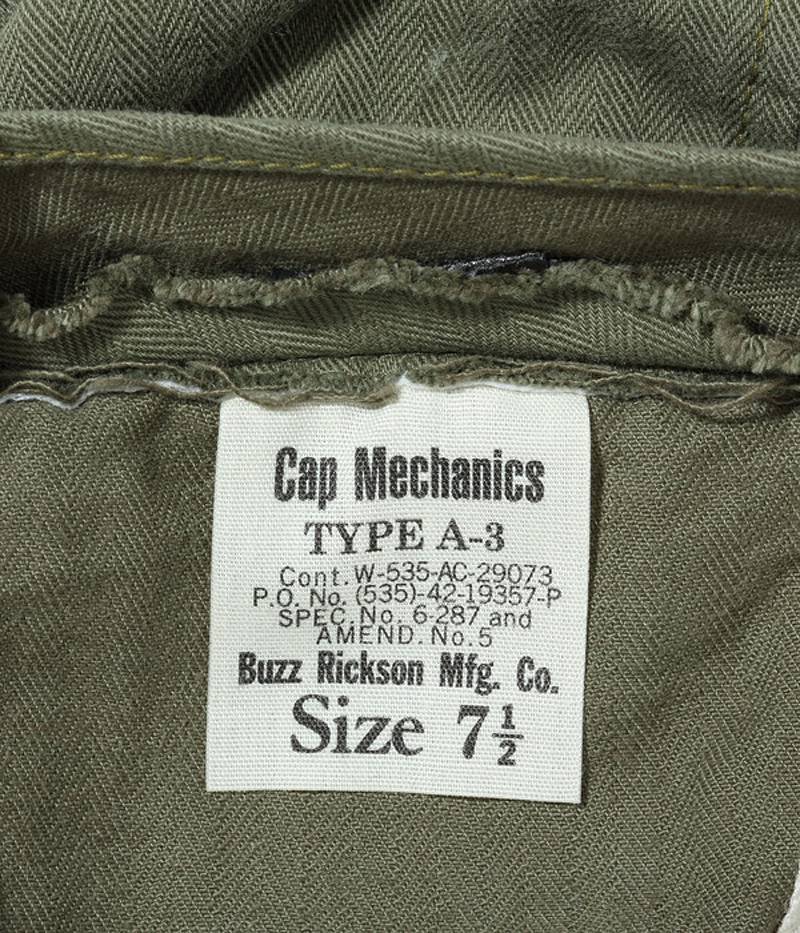 Cap Mechanics
TYPE A-3
Cont. W-535-AC-29073
P.O. No. (535)-42-19357-P
SPEC. No. 6-287 and
AMEND. No. 5
Buzz Rickson Mfg. Co.
Size 7 1/2